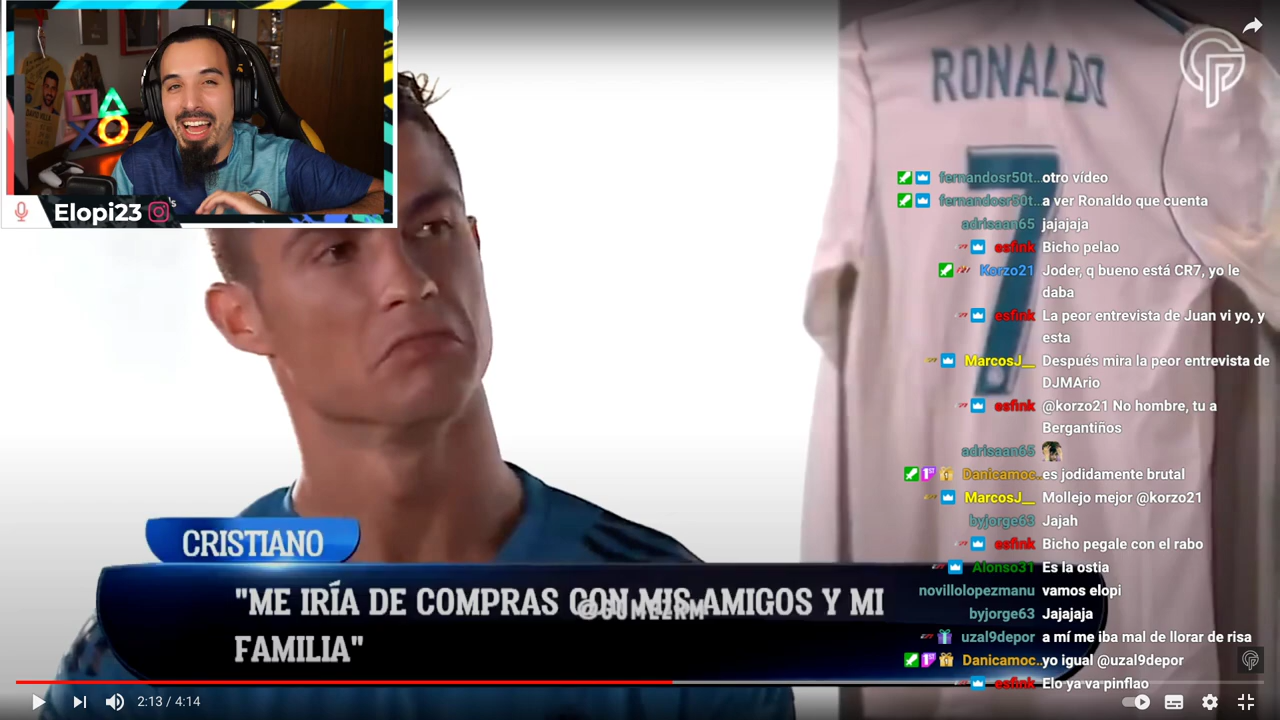 Elopi23
RONALDO
7
fernandosr50t... otro vídeo
fernandosr50t... a ver Ronaldo que cuenta
adrisaan65 jajajaja
esfink Bicho pelao
Korzo21 Joder, q bueno está CR7, yo le
daba
esfink La peor entrevista de Juan vi yo, y
esta
MarcosJ__ Después mira la peor entrevista de
DJMArio
esfink @korzo21 No hombre, tu a
Bergantiños
adrisaan65
Danicamoc... es jodidamente brutal
MarcosJ__ Mollejo mejor @korzo21
byjorge63 Jajah
esfink Bicho pegale con el rabo
Alonso31 Es la ostia
novillolopezmanu vamos elopi
byjorge63 Jajajaja
uzal9depor a mí me iba mal de llorar de risa
Danicamoc... yo igual @uzal9depor
esfink Elo ya va pinflao
CRISTIANO
"ME IRÍA DE COMPRAS CON MIS AMIGOS Y MI
FAMILIA"
@GOMEZRM
2:13 / 4:14